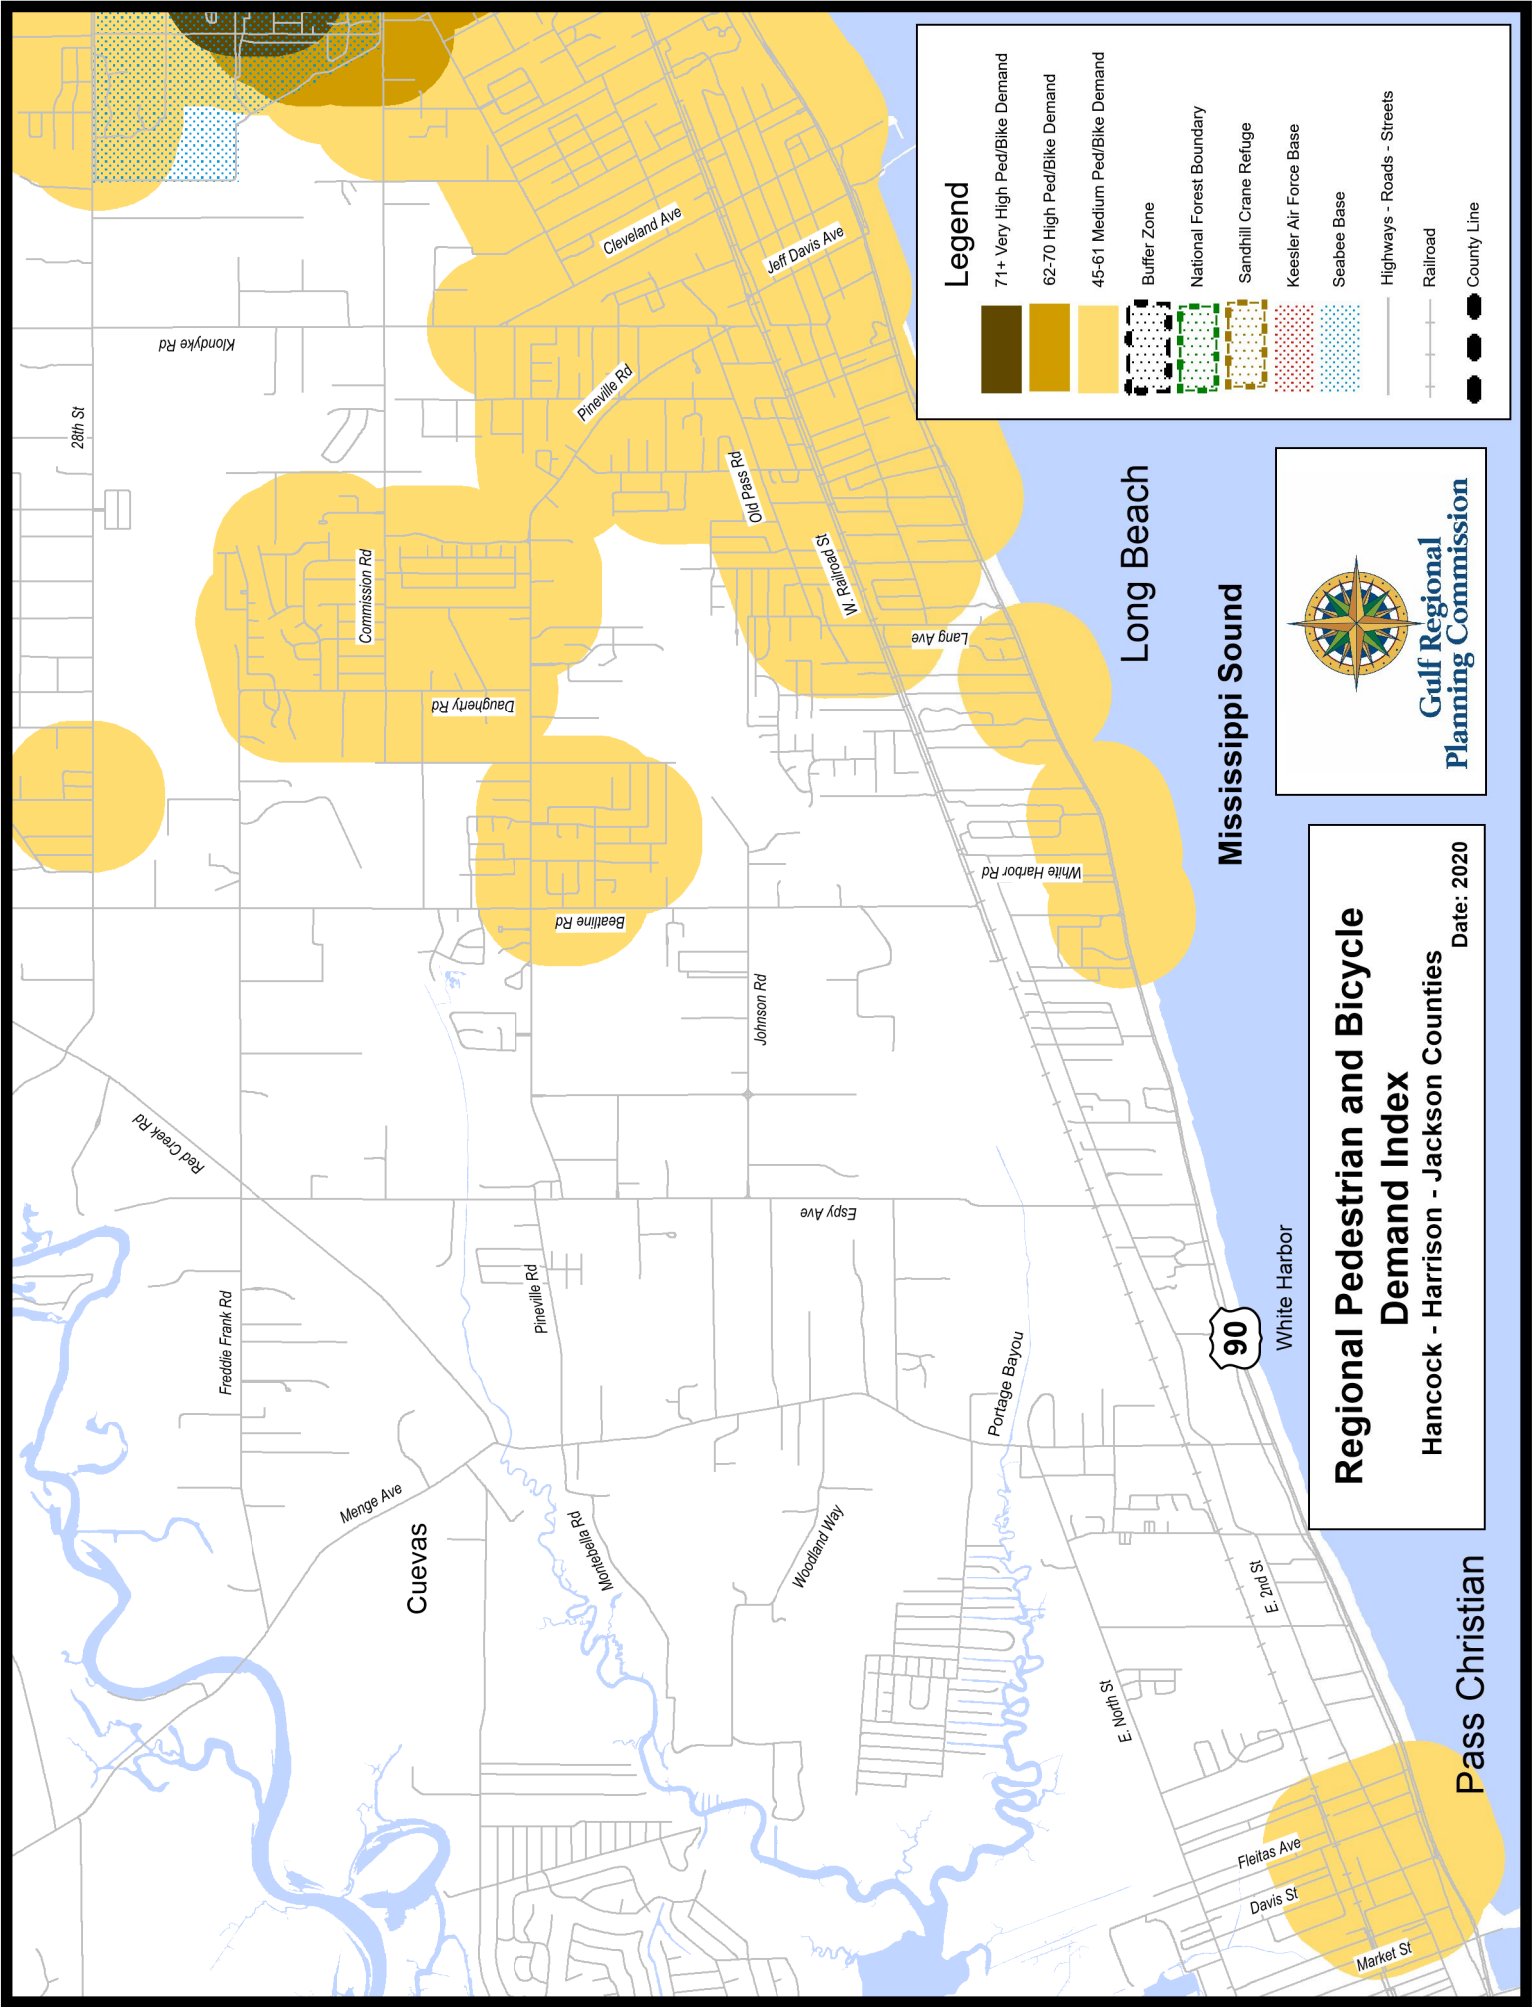 28th St
Klondyke Rd
Cleveland Ave
Jeff Davis Ave
Pineville Rd
Old Pass Rd
W. Railroad St
Commission Rd
Daugherty Rd
Lang Ave
White Harbor Rd
Beatline Rd
Johnson Rd
Red Creek Rd
Espy Ave
Freddie Frank Rd
Pineville Rd
Menge Ave
Cuevas
Montebella Rd
Woodland Way
Portage Bayou
E. North St
E. 2nd St
Fleitas Ave
Davis St
Market St
90
White Harbor
Pass Christian
Long Beach
Mississippi Sound
Legend
71+ Very High Ped/Bike Demand
62-70 High Ped/Bike Demand
45-61 Medium Ped/Bike Demand
Buffer Zone
National Forest Boundary
Sandhill Crane Refuge
Keesler Air Force Base
Seabee Base
Highways - Roads - Streets
Railroad
County Line
Gulf Regional
Planning Commission
Regional Pedestrian and Bicycle
Demand Index
Hancock - Harrison - Jackson Counties
Date: 2020